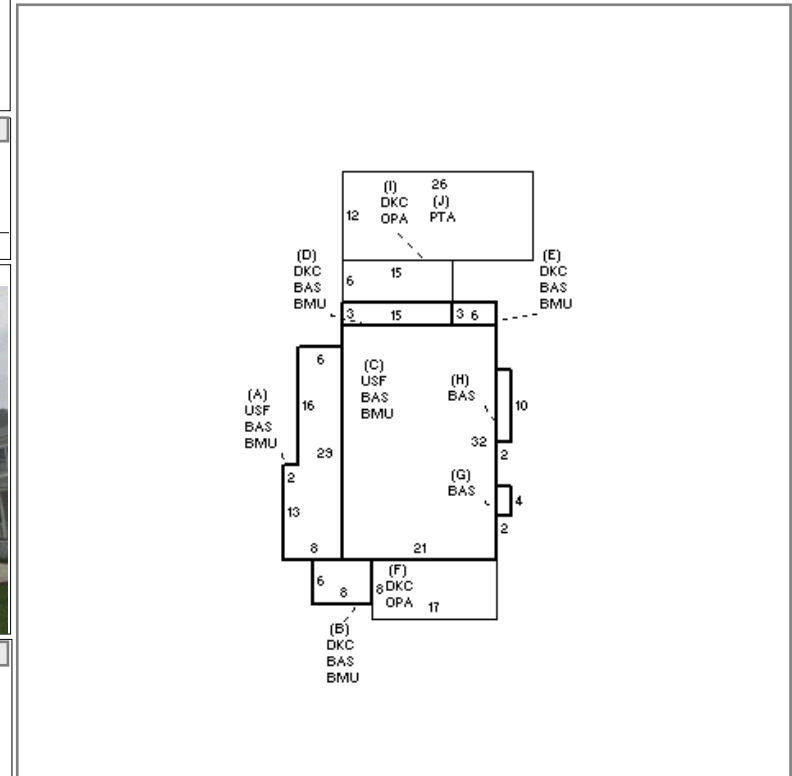 (I)
DKC
OPA
26
(J)
PTA
12
(D)
DKC
BAS
BMU
(E)
DKC
BAS
BMU
6
15
3
15
3
6
6
(A)
USF
BAS
BMU
16
(C)
USF
BAS
BMU
(H)
BAS
10
32
2
29
2
13
(G)
BAS
4
2
8
21
6
8
8
(F)
DKC
OPA
17
(B)
DKC
BAS
BMU